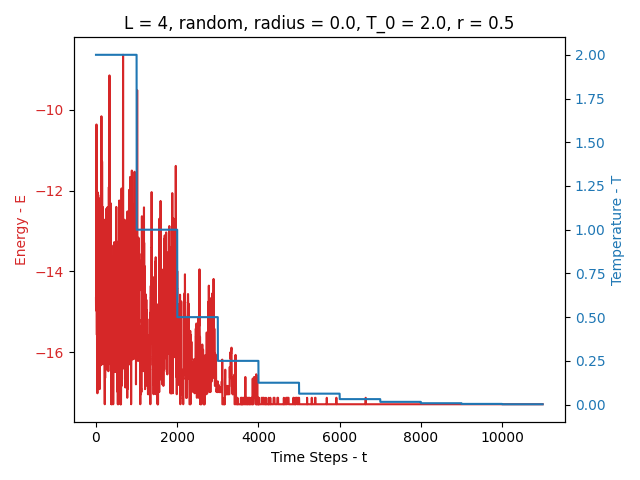 L = 4, random, radius = 0.0, T_0 = 2.0, r = 0.5
Energy - E
−10
−12
−14
−16
2.00
1.75
1.50
1.25
1.00
0.75
0.50
0.25
0.00
Temperature - T
0 2000 4000 6000 8000 10000
Time Steps - t